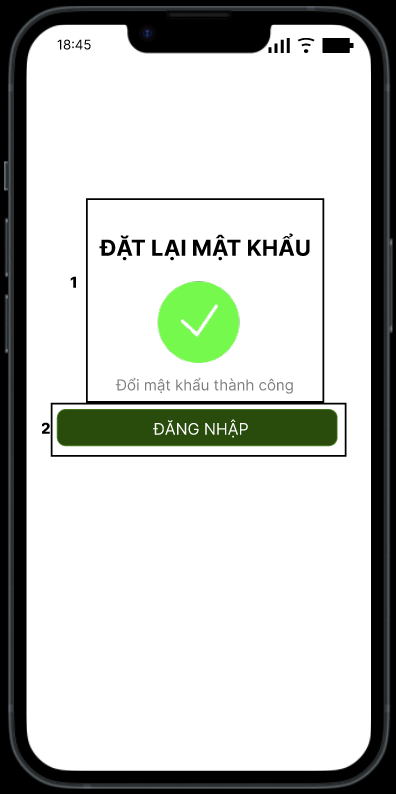 18:45
ĐẶT LẠI MẬT KHẨU
1
Đổi mật khẩu thành công
2
ĐĂNG NHẬP